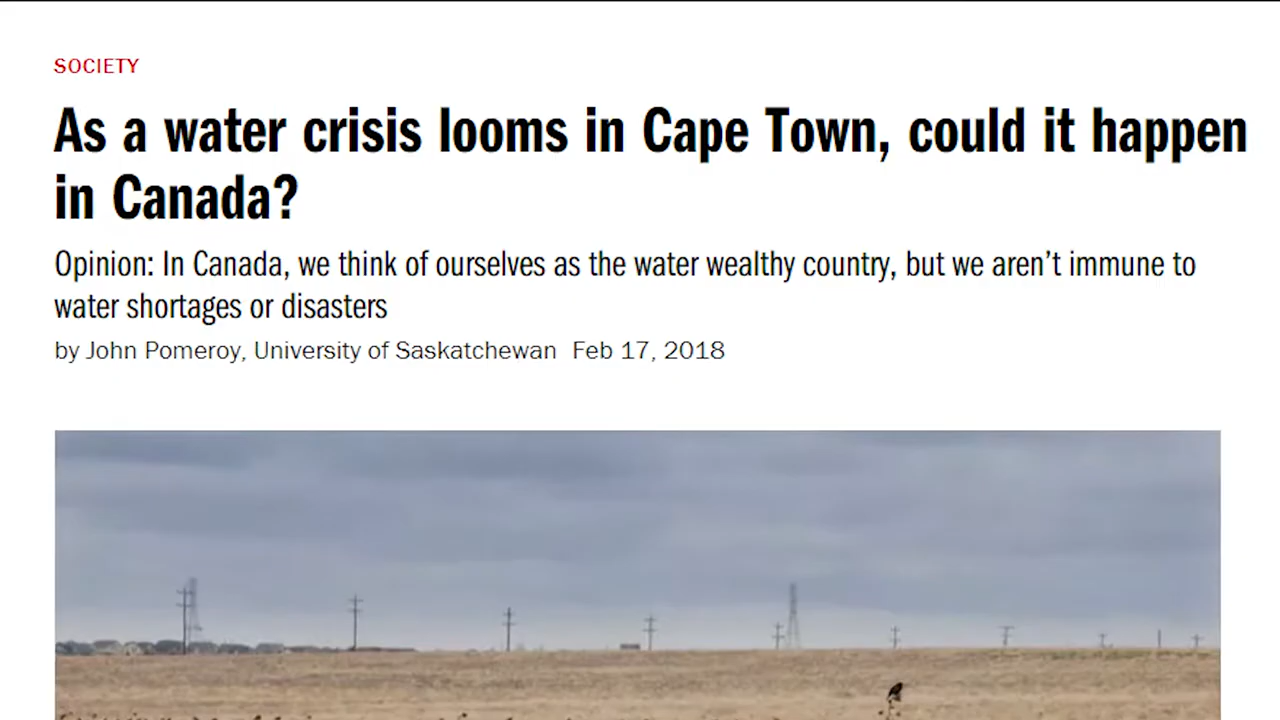 SOCIETY
As a water crisis looms in Cape Town, could it happen
in Canada?
Opinion: In Canada, we think of ourselves as the water wealthy country, but we aren’t immune to
water shortages or disasters
by John Pomeroy, University of Saskatchewan Feb 17, 2018